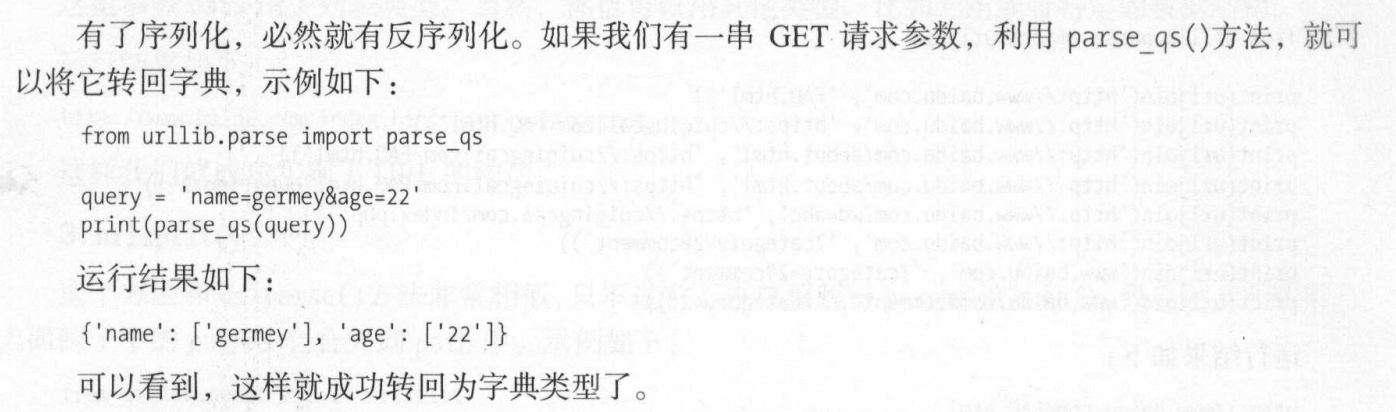 有了序列化，必然就有反序列化。如果我们有一串 GET 请求参数，利用 parse_qs()方法，就可
以将它转回字典，示例如下：
from urllib.parse import parse_qs
query = 'name=germey&age=22'
print(parse_qs(query))
运行结果如下：
{'name': ['germey'], 'age': ['22']}
可以看到，这样就成功转回为字典类型了。